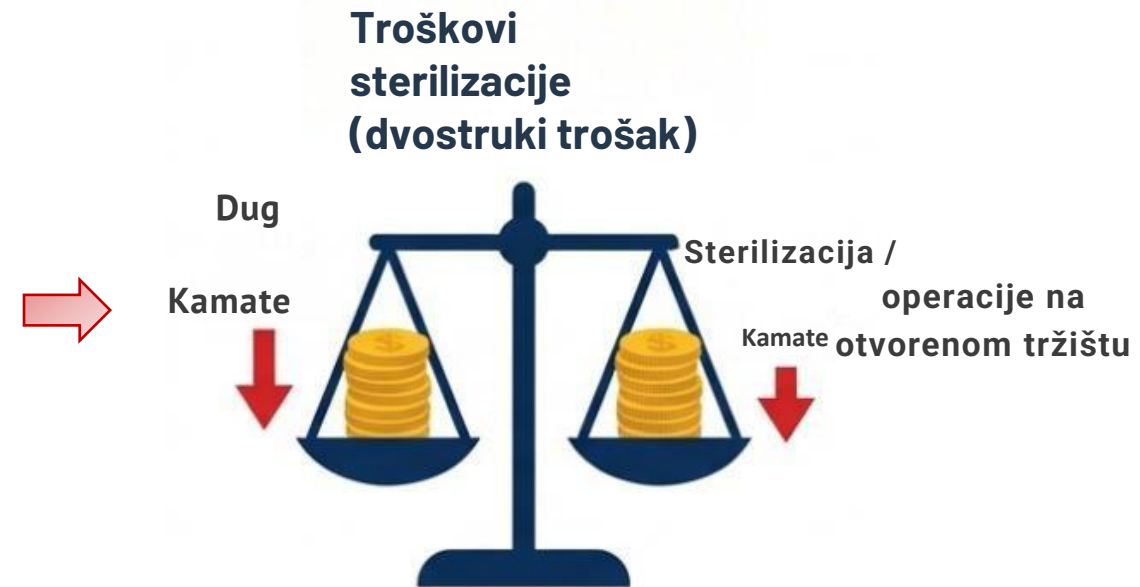 Troškovi
sterilizacije
(dvostruki trošak)
Dug
Kamate
Sterilizacija /
operacije na
Kamate otvorenom tržištu